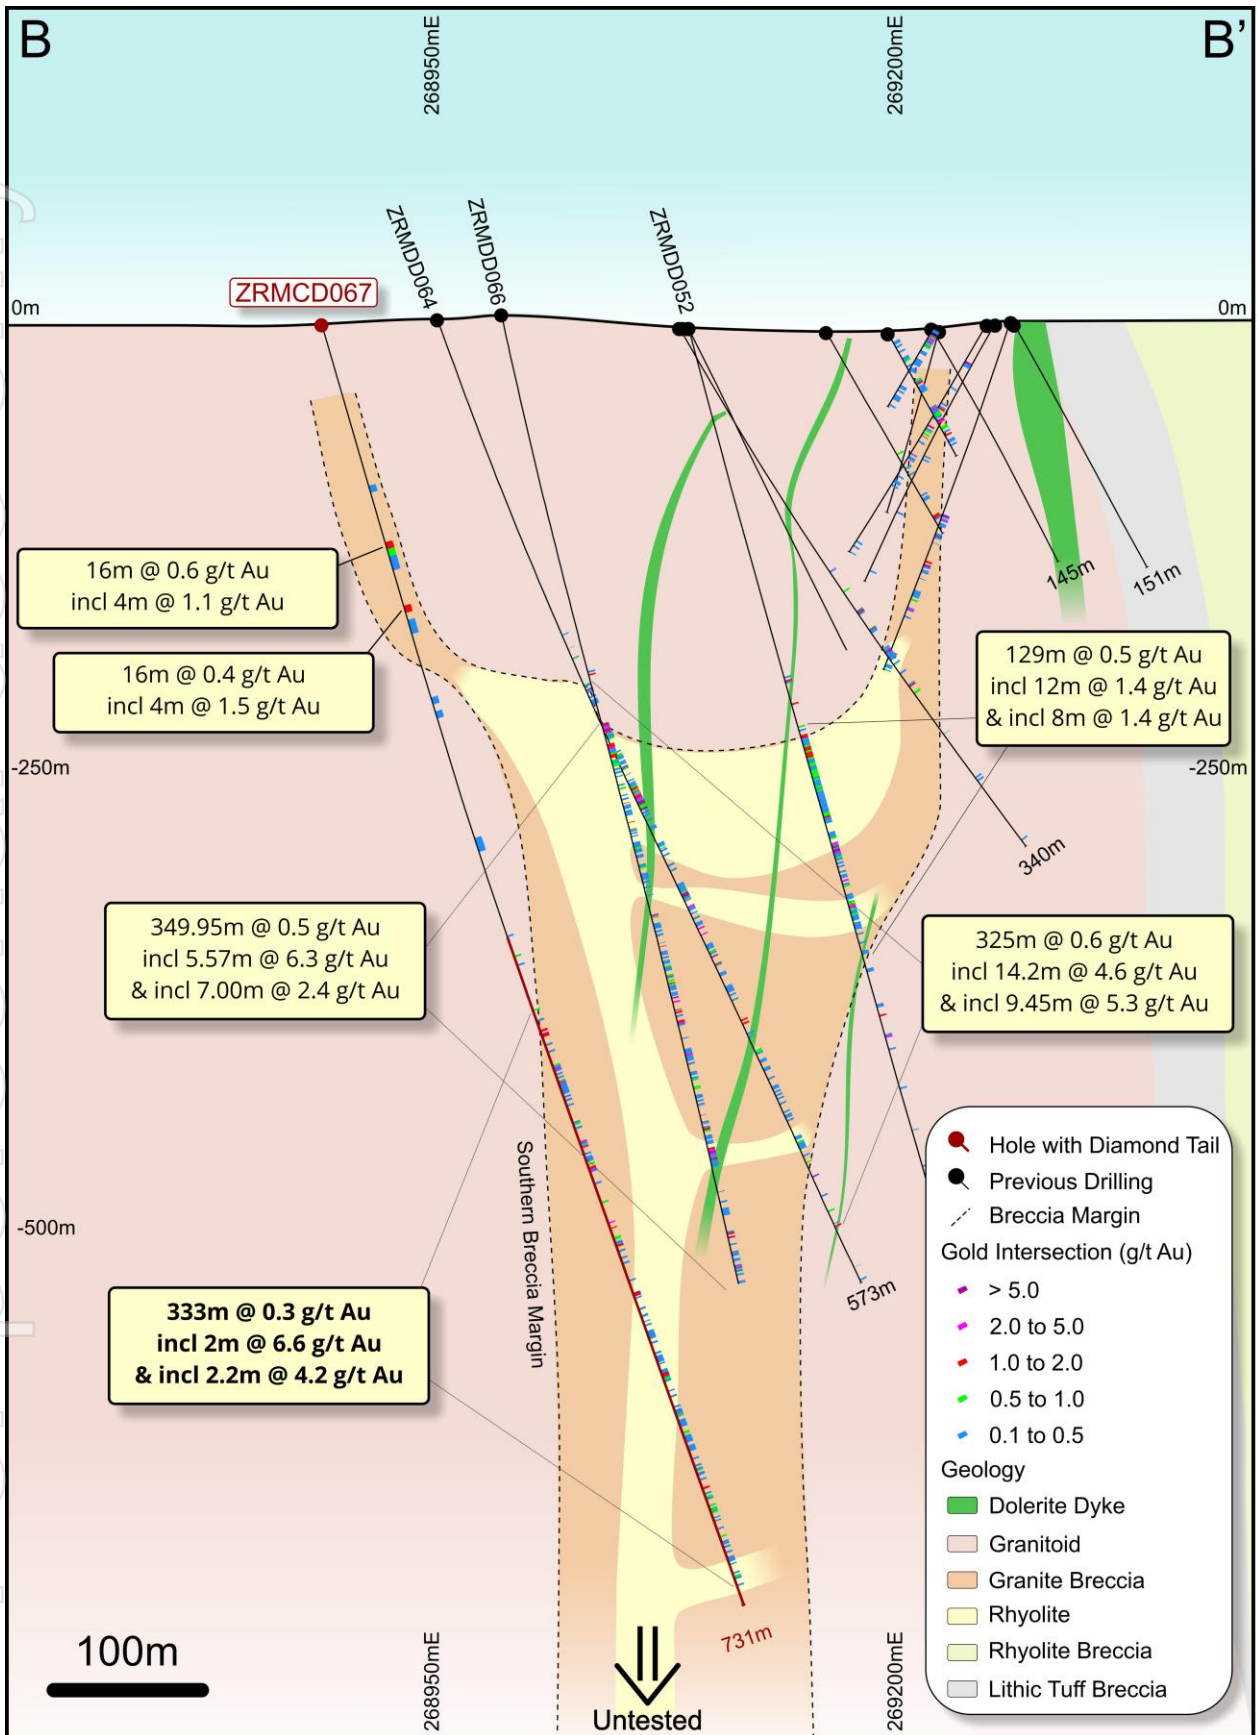 B
268950mE
269200mE
B'
ZRMDD064
ZRMDD066
ZRMDD052
ZRMCD067
0m
0m
16m @ 0.6 g/t Au
incl 4m @ 1.1 g/t Au
145m
151m
16m @ 0.4 g/t Au
incl 4m @ 1.5 g/t Au
129m @ 0.5 g/t Au
incl 12m @ 1.4 g/t Au
& incl 8m @ 1.4 g/t Au
-250m
-250m
340m
349.95m @ 0.5 g/t Au
incl 5.57m @ 6.3 g/t Au
& incl 7.00m @ 2.4 g/t Au
325m @ 0.6 g/t Au
incl 14.2m @ 4.6 g/t Au
& incl 9.45m @ 5.3 g/t Au
Southern Breccia Margin
-500m
573m
333m @ 0.3 g/t Au
incl 2m @ 6.6 g/t Au
& incl 2.2m @ 4.2 g/t Au
Hole with Diamond Tail
Previous Drilling
Breccia Margin
Gold Intersection (g/t Au)
> 5.0
2.0 to 5.0
1.0 to 2.0
0.5 to 1.0
0.1 to 0.5
Geology
Dolerite Dyke
Granitoid
Granite Breccia
Rhyolite
Rhyolite Breccia
Lithic Tuff Breccia
731m
100m
268950mE
269200mE
Untested